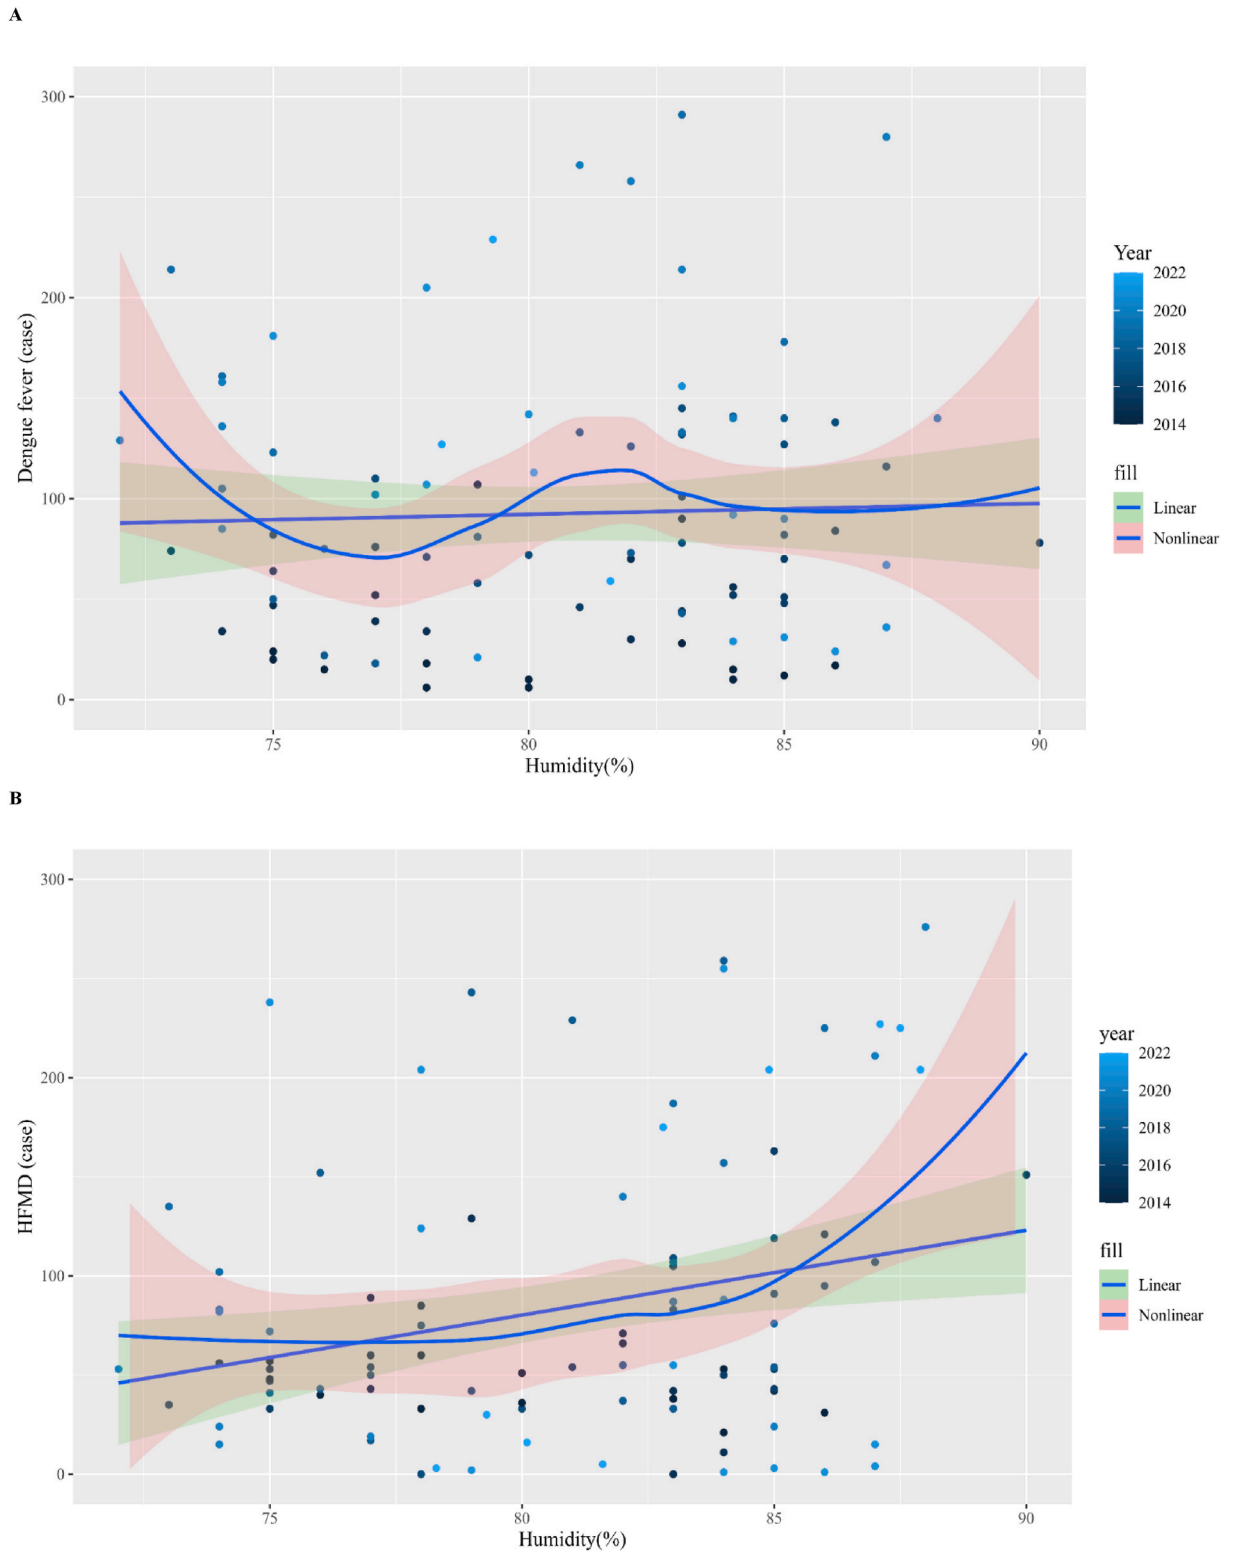 A
300
200
100
0
Dengue fever (case)
75
80
85
90
Humidity(%)
Year
2022
2020
2018
2016
2014
fill
Linear
Nonlinear
B
300
200
100
0
HFMD (case)
75
80
85
90
Humidity(%)
year
2022
2020
2018
2016
2014
fill
Linear
Nonlinear